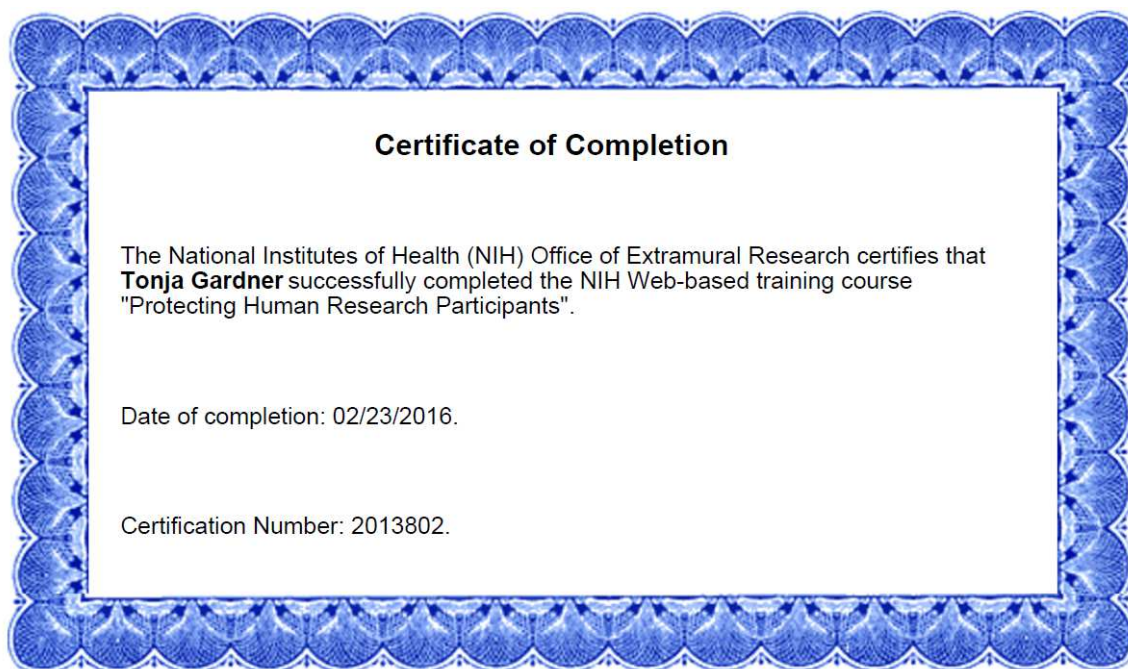 Certificate of Completion
The National Institutes of Health (NIH) Office of Extramural Research certifies that
Tonja Gardner successfully completed the NIH Web-based training course
"Protecting Human Research Participants".
Date of completion: 02/23/2016.
Certification Number: 2013802.